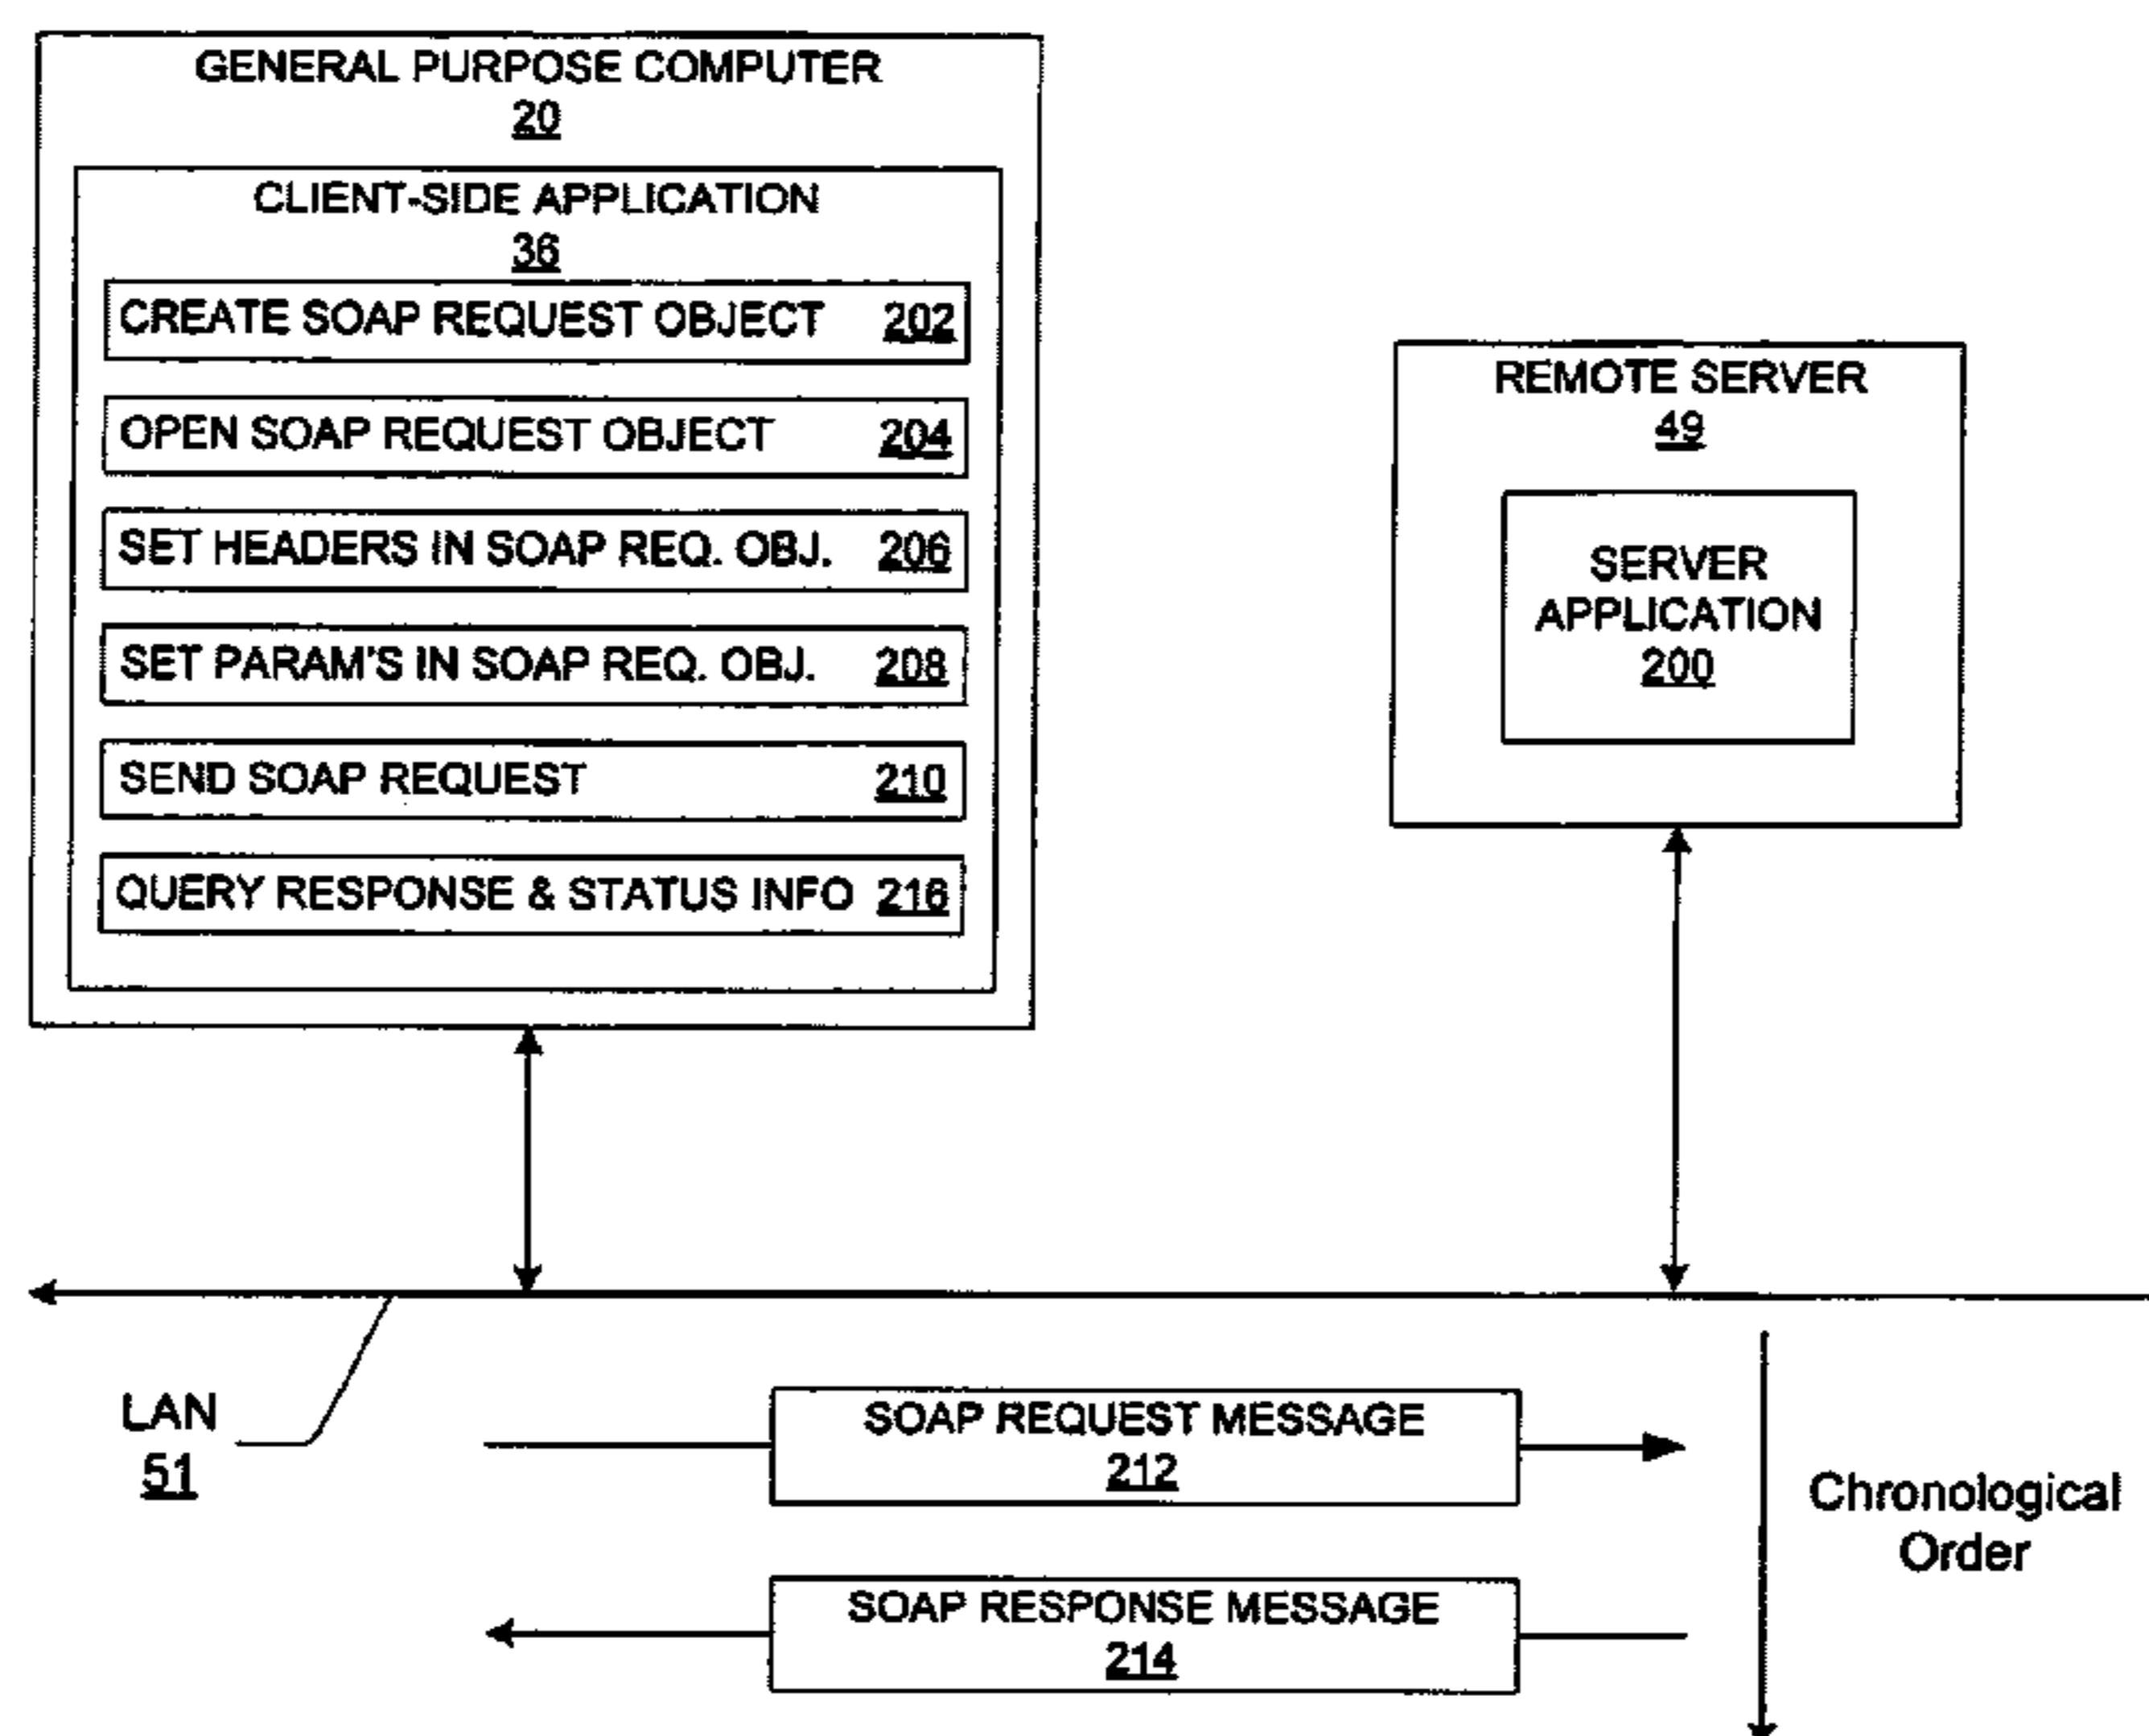 GENERAL PURPOSE COMPUTER
20
CLIENT-SIDE APPLICATION
36
CREATE SOAP REQUEST OBJECT 202
OPEN SOAP REQUEST OBJECT 204
SET HEADERS IN SOAP REQ. OBJ. 206
SET PARAM'S IN SOAP REQ. OBJ. 208
SEND SOAP REQUEST 210
QUERY RESPONSE & STATUS INFO 216
REMOTE SERVER
49
SERVER
APPLICATION
200
LAN
51
SOAP REQUEST MESSAGE
212
SOAP RESPONSE MESSAGE
214
Chronological
Order